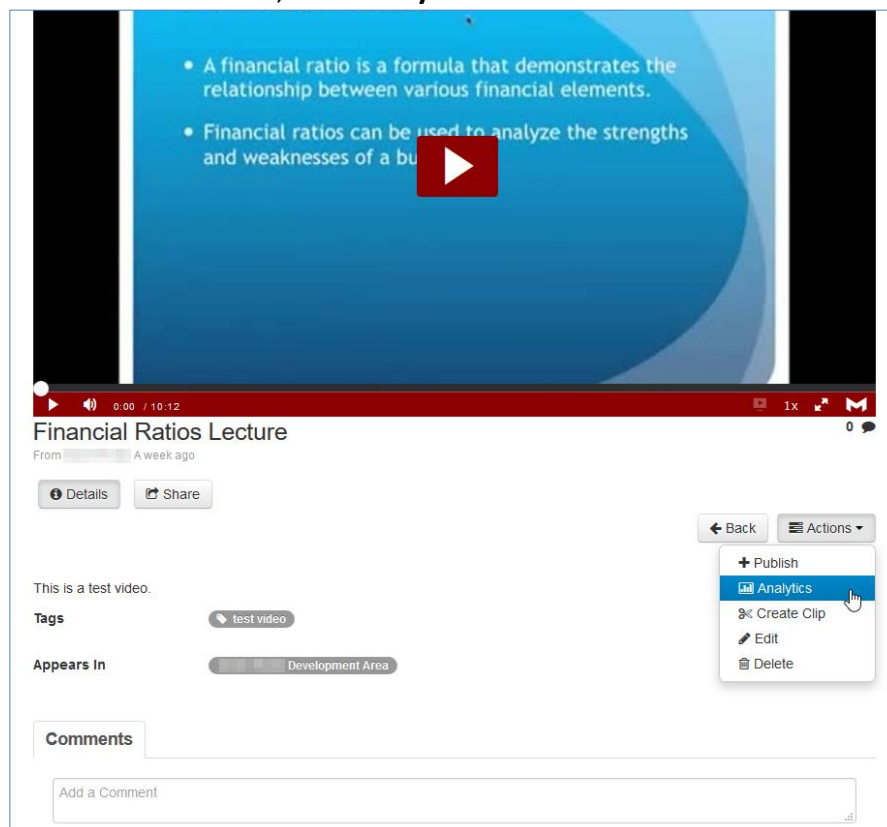 • A financial ratio is a formula that demonstrates the
relationship between various financial elements.
• Financial ratios can be used to analyze the strengths
and weaknesses of a bu
0:00 / 10:12
1x
Financial Ratios Lecture
0
From A week ago
Details
Share
Back
Actions
Publish
This is a test video.
Analytics
Tags
test video
Create Clip
Edit
Appears In
Development Area
Delete
Comments
Add a Comment